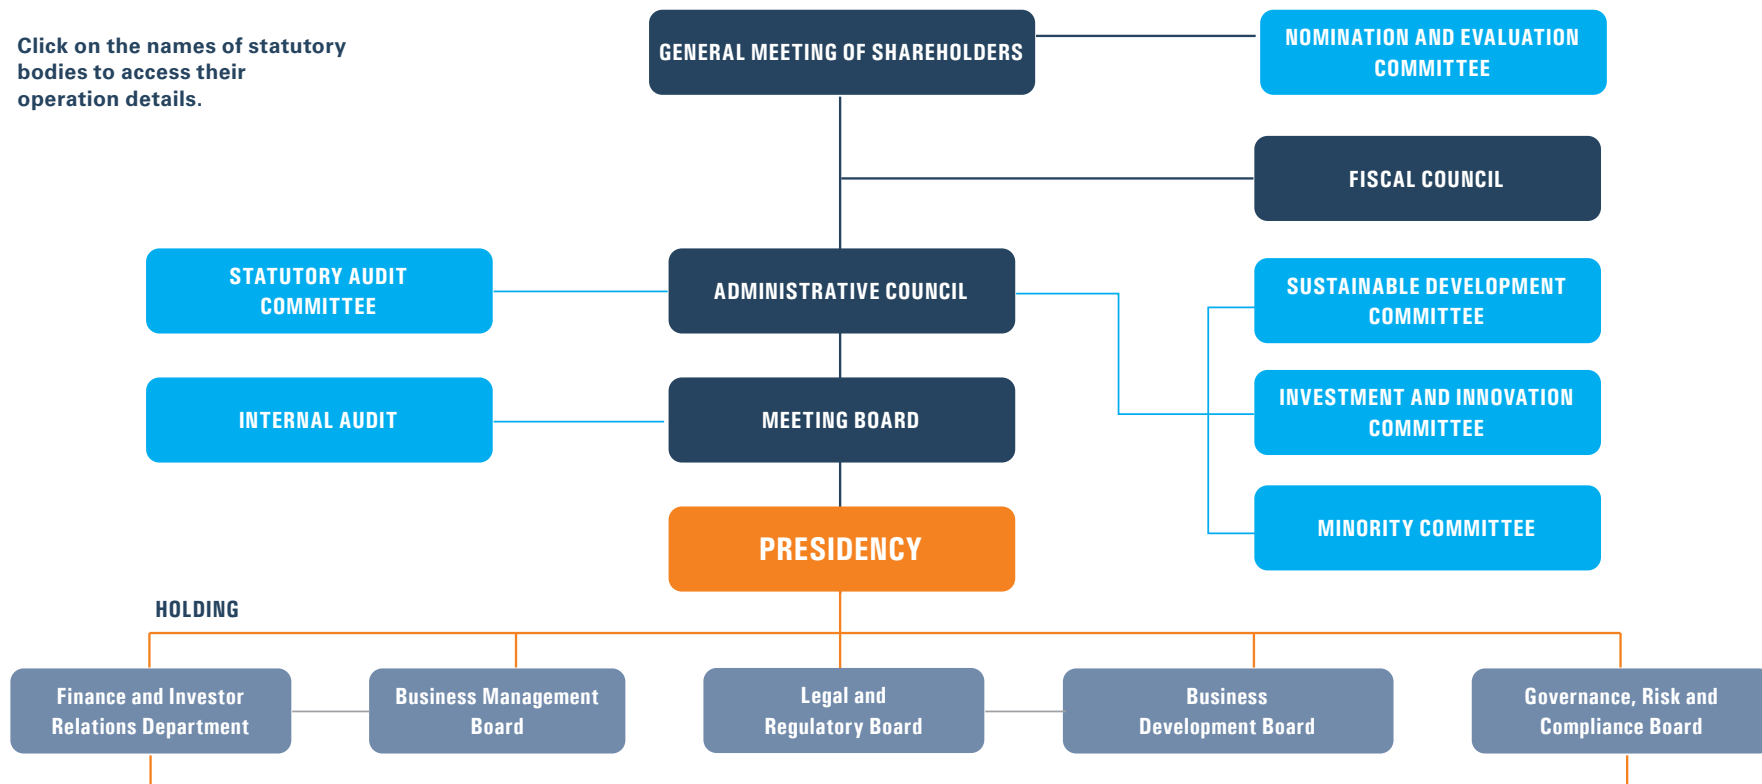 Click on the names of statutory
bodies to access their
operation details.
GENERAL MEETING OF SHAREHOLDERS
NOMINATION AND EVALUATION
COMMITTEE
FISCAL COUNCIL
STATUTORY AUDIT
COMMITTEE
ADMINISTRATIVE COUNCIL
SUSTAINABLE DEVELOPMENT
COMMITTEE
INTERNAL AUDIT
MEETING BOARD
INVESTMENT AND INNOVATION
COMMITTEE
PRESIDENCY
MINORITY COMMITTEE
HOLDING
Finance and Investor
Relations Department
Business Management
Board
Legal and
Regulatory Board
Business
Development Board
Governance, Risk and
Compliance Board